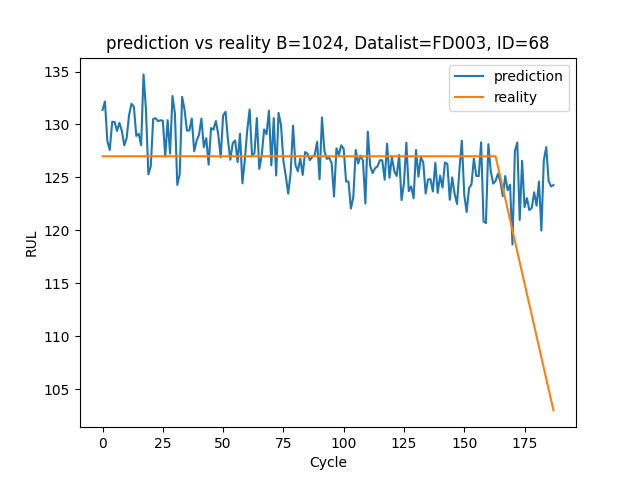 prediction vs reality B=1024, Datalist=FD003, ID=68
prediction
reality
135
130
125
120
115
110
105
RUL
0 25 50 75 100 125 150 175
Cycle